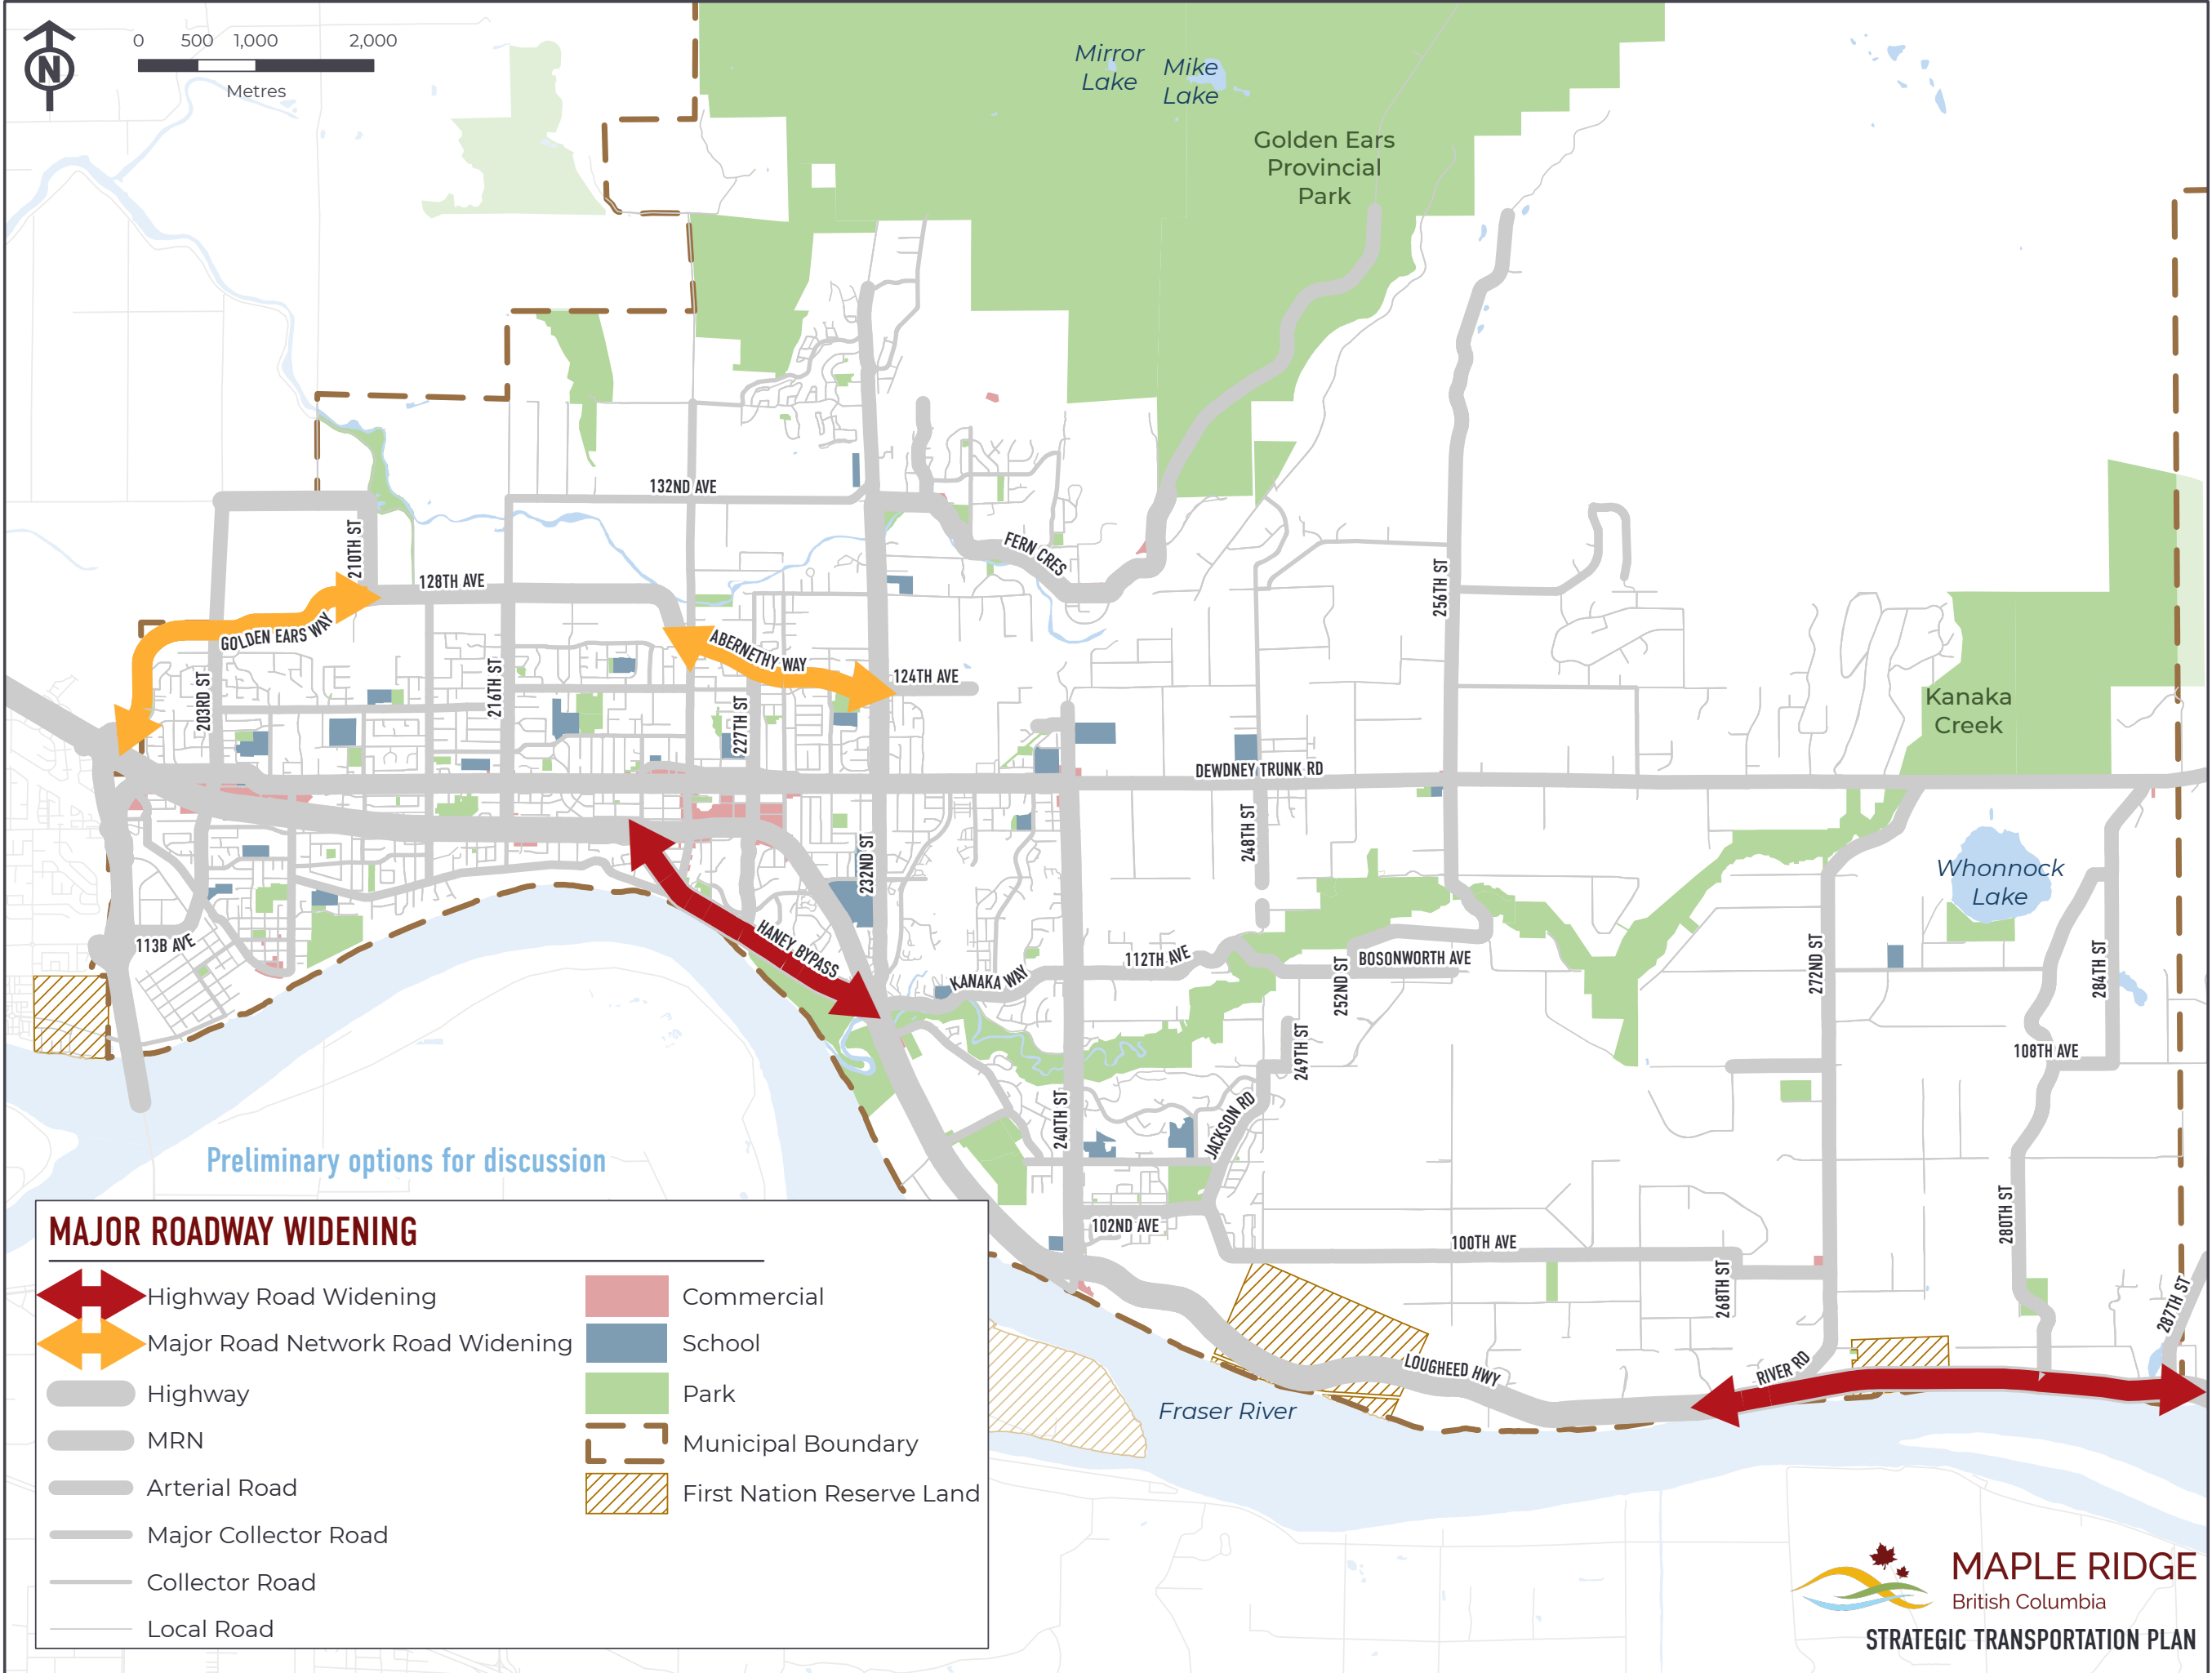 0 500 1,000 2,000
Metres
N
Mirror
Lake
Mike
Lake
Golden Ears
Provincial
Park
132ND AVE
210TH ST
FERN CRES
128TH AVE
256TH ST
GOLDEN EARS WAY
ABERNETHY WAY
124TH AVE
203RD ST
216TH ST
227TH ST
Kanaka
Creek
DEWDNEY TRUNK RD
248TH ST
232ND ST
Whonnock
Lake
HANEY BYPASS
113B AVE
112TH AVE
BOSONWORTH AVE
KANAKA WAY
252ND ST
272ND ST
284TH ST
249TH ST
108TH AVE
240TH ST
JACKSON RD
Preliminary options for discussion
102ND AVE
100TH AVE
280TH ST
268TH ST
287TH ST
LOUGHEED HWY
RIVER RD
Fraser River
MAJOR ROADWAY WIDENING
Highway Road Widening
Major Road Network Road Widening
Highway
MRN
Arterial Road
Major Collector Road
Collector Road
Local Road
Commercial
School
Park
Municipal Boundary
First Nation Reserve Land
MAPLE RIDGE
British Columbia
STRATEGIC TRANSPORTATION PLAN